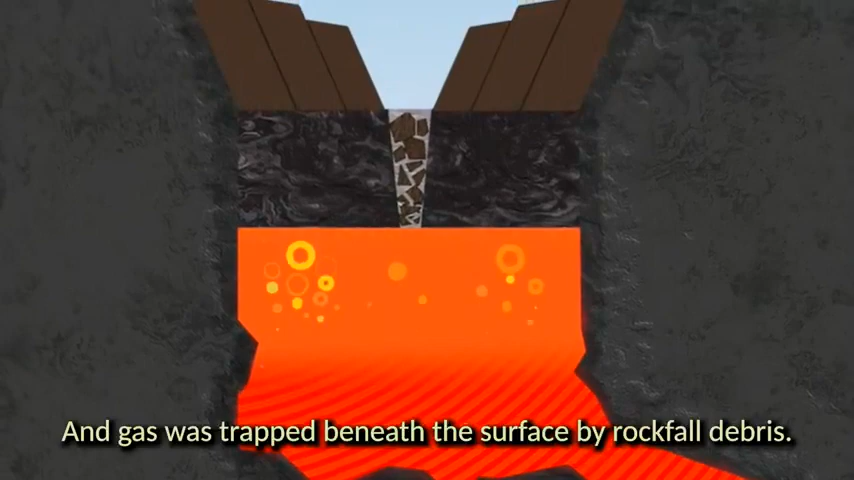 And gas was trapped beneath the surface by rockfall debris.